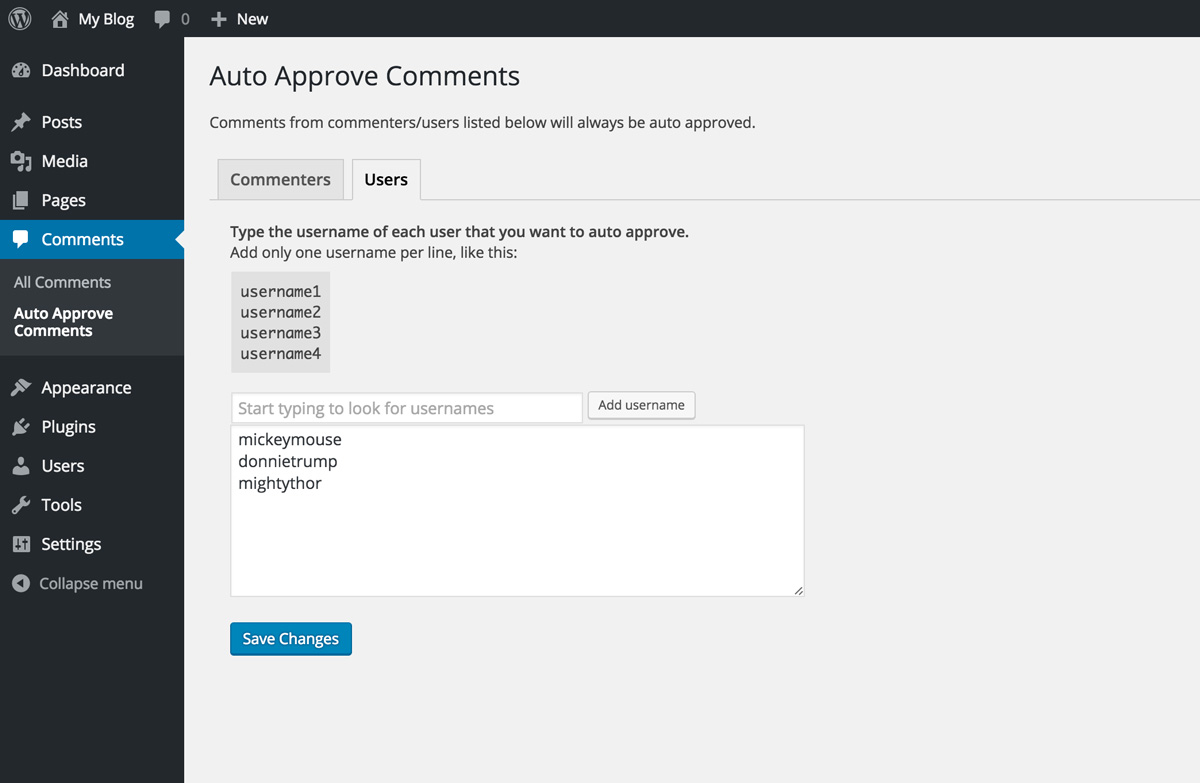 My Blog 0 New
Dashboard
Posts
Media
Pages
Comments
All Comments
Auto Approve
Comments
Appearance
Plugins
Users
Tools
Settings
Collapse menu
Auto Approve Comments
Comments from commenters/users listed below will always be auto approved.
Commenters Users
Type the username of each user that you want to auto approve.
Add only one username per line, like this:
username1
username2
username3
username4
Start typing to look for usernames Add username
mickeymouse
donnietrump
mightythor
Save Changes